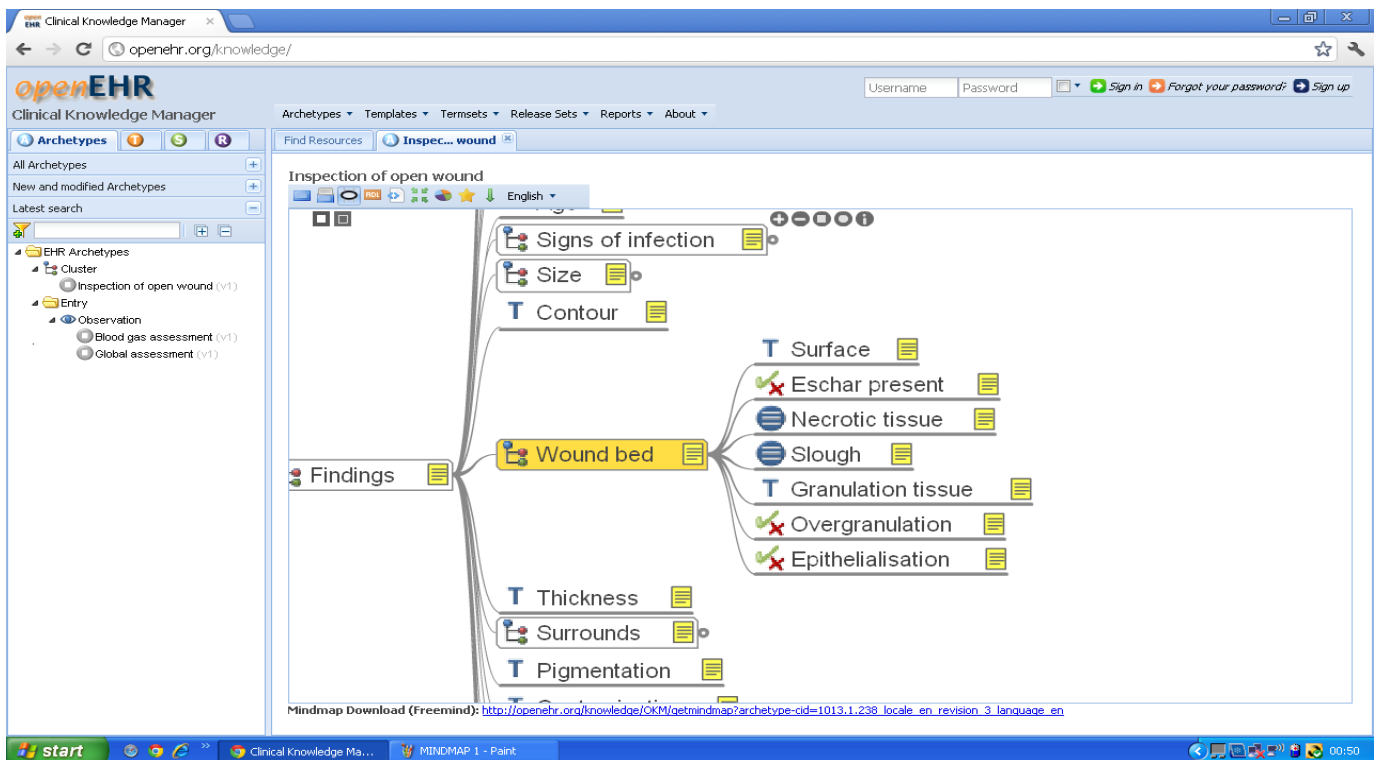 openEHR Clinical Knowledge Manager
openehr.org/knowledge/
openEHR
Clinical Knowledge Manager
Username Password Sign in Forgot your password? Sign up
Archetypes Templates Termsets Release Sets Reports About
Archetypes T S R
Find Resources Inspec... wound
All Archetypes
New and modified Archetypes
Latest search
EHR Archetypes
Cluster
Inspection of open wound (v1)
Entry
Observation
Blood gas assessment (v1)
Global assessment (v1)
Inspection of open wound
ADL English
Signs of infection
Size
T Contour
T Surface
Eschar present
Necrotic tissue
Wound bed
Slough
Findings
T Granulation tissue
Overgranulation
Epithelialisation
T Thickness
Surrounds
T Pigmentation
Mindmap Download (Freemind): http://openehr.org/knowledge/OKM/getmindmap?archetype-cid=1013.1.238_locale_en_revision_3_language_en
start Clinical Knowledge Ma... MINDMAP 1 - Paint 00:50